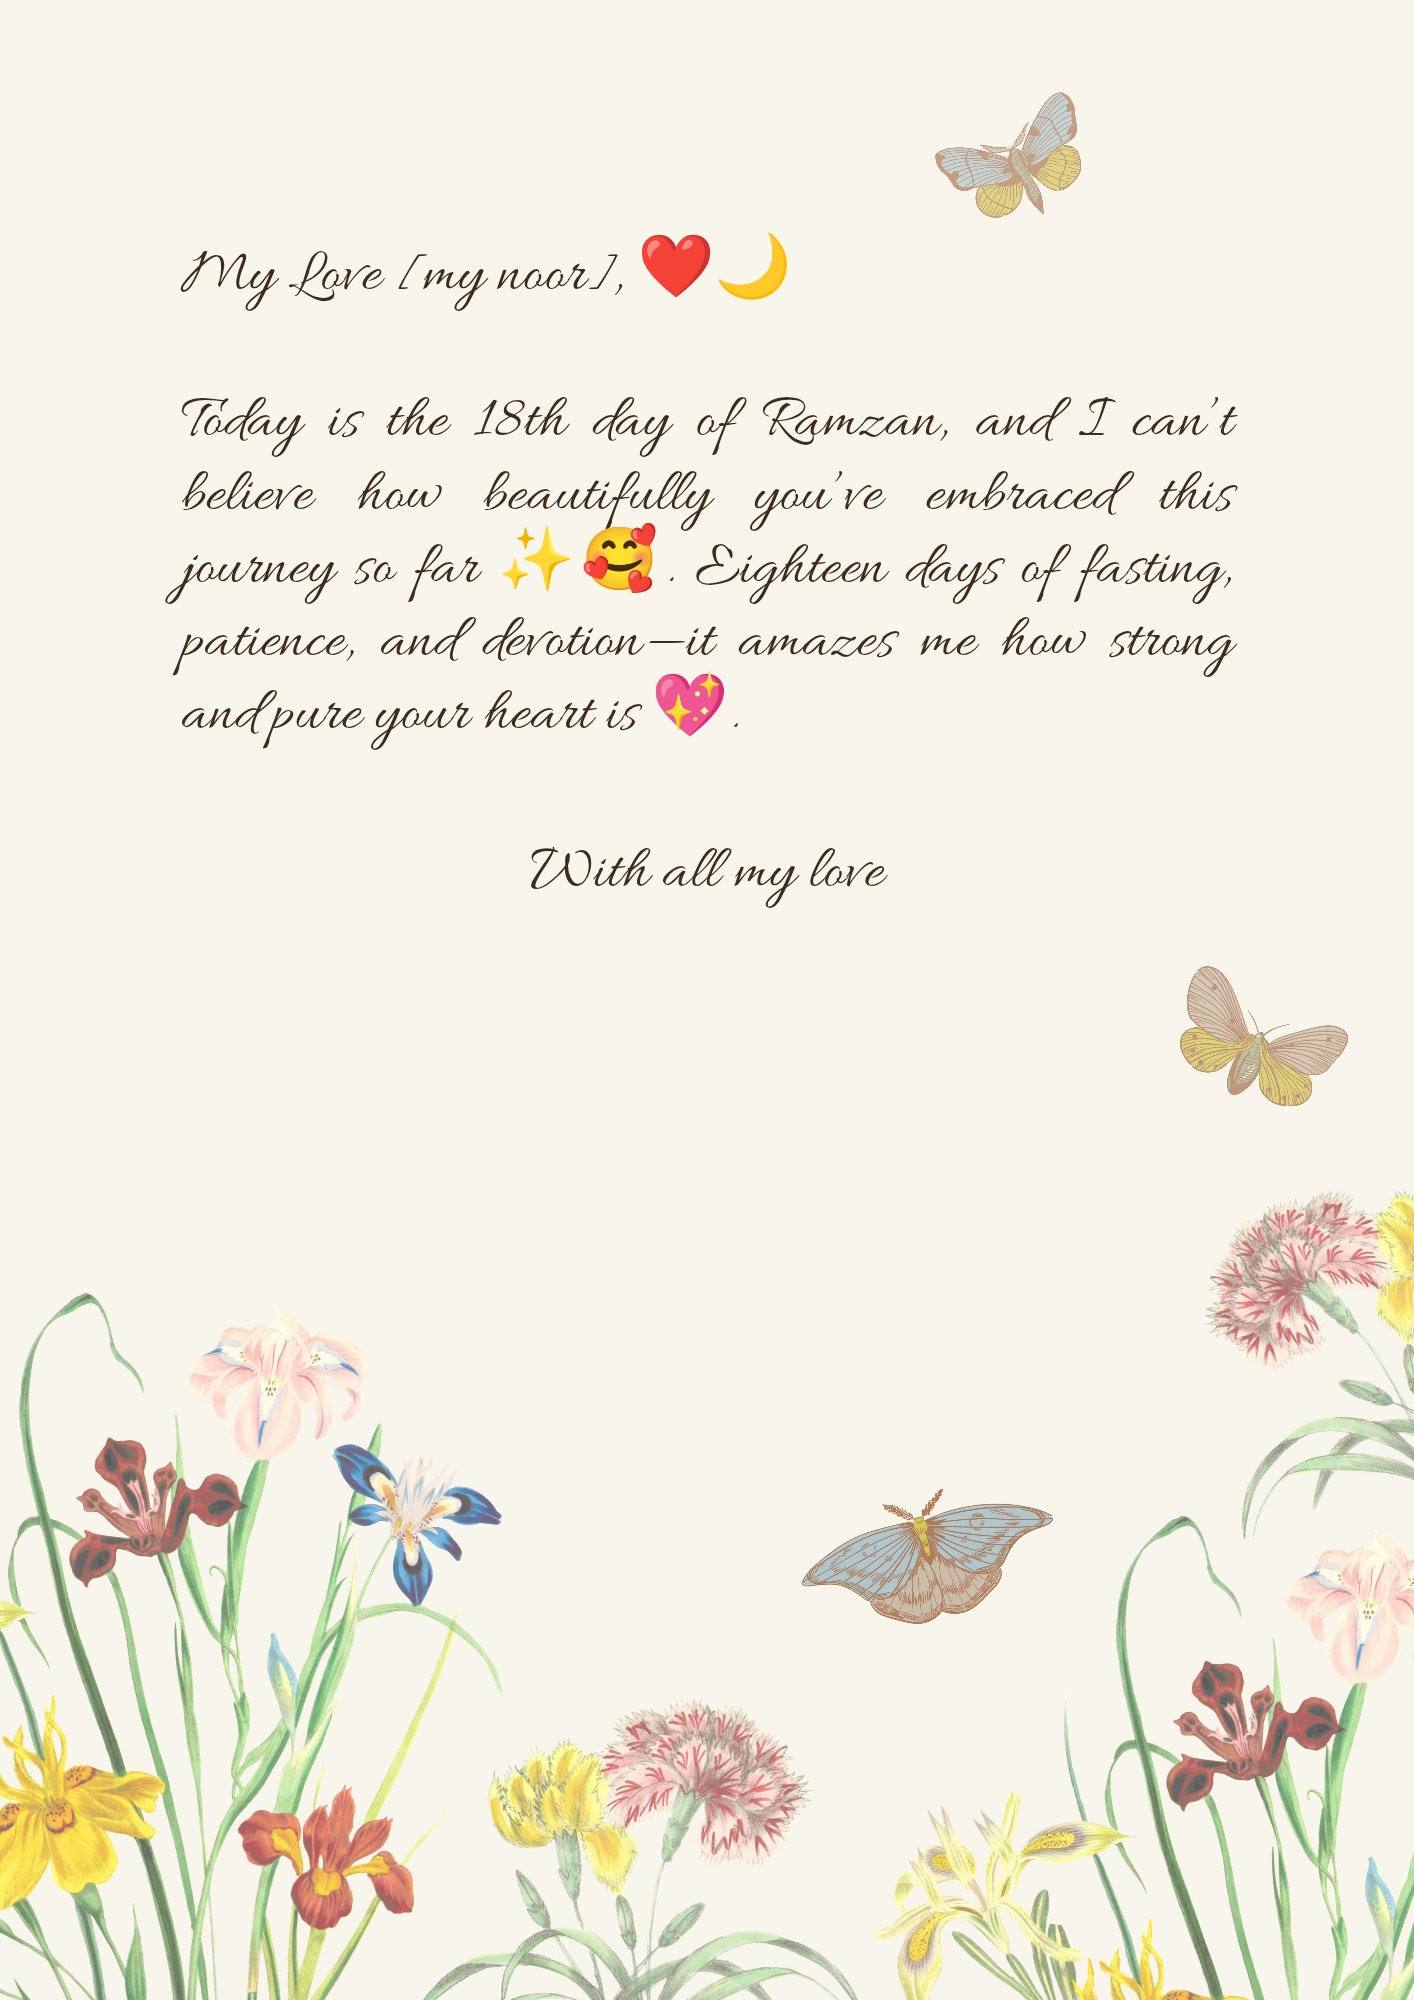 My Love [my noor], ❤️🌙
Today is the 18th day of Ramzan, and I can't
believe how beautifully you've embraced this
journey so far ✨🥰. Eighteen days of fasting,
patience, and devotion—it amazes me how strong
and pure your heart is 💖.
With all my love